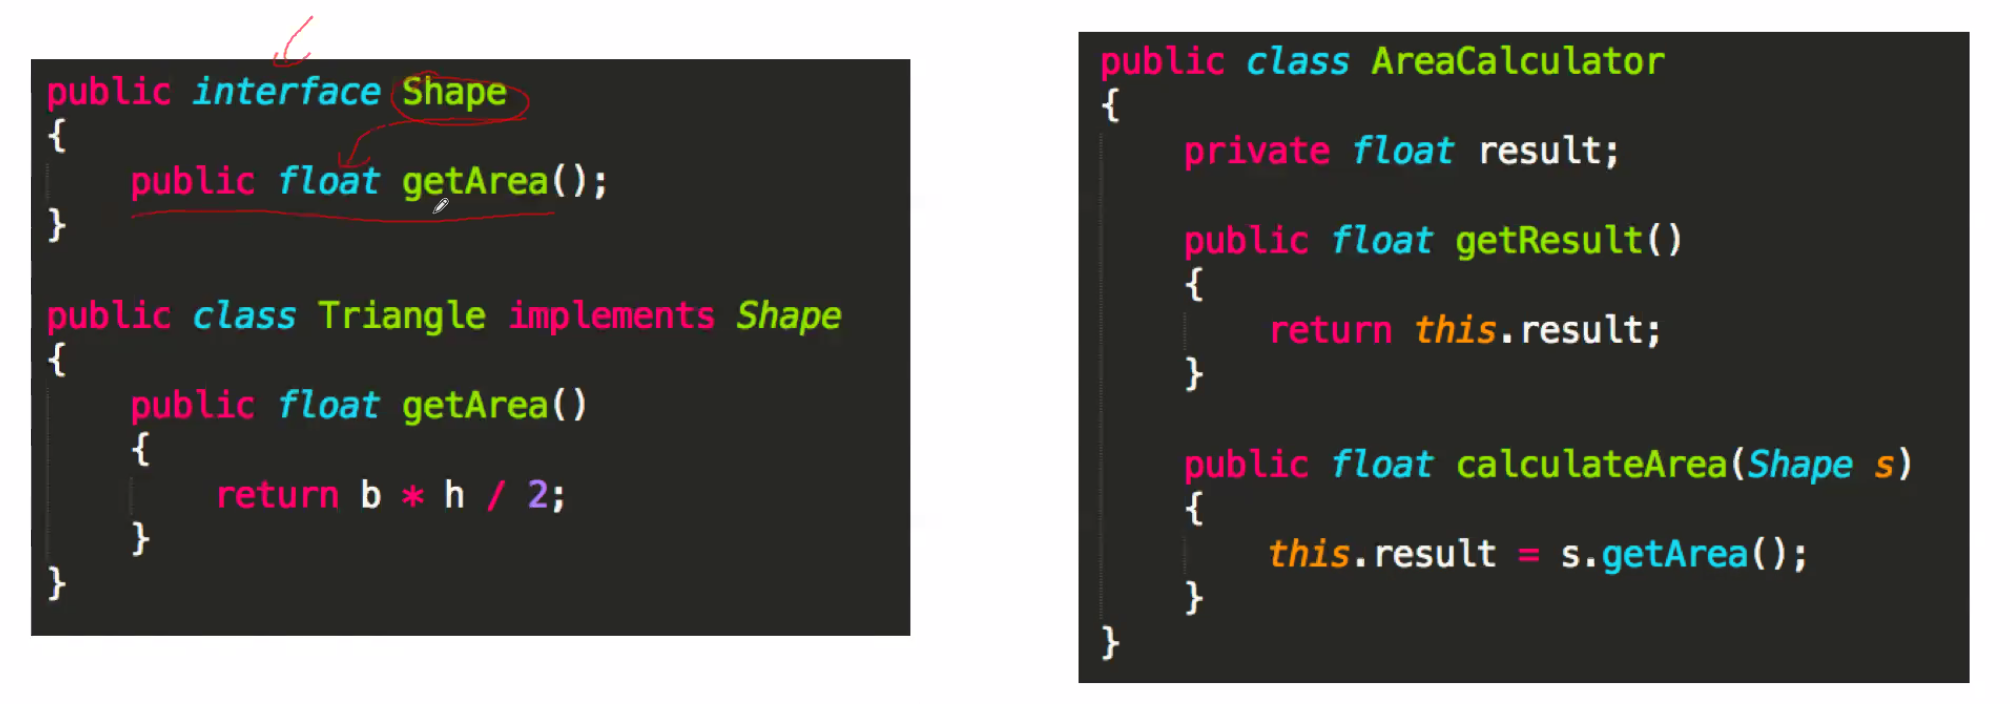 public interface Shape
{
    public float getArea();
}
public class Triangle implements Shape
{
    public float getArea()
    {
        return b * h / 2;
    }
}
public class AreaCalculator
{
    private float result;
    public float getResult()
    {
        return this.result;
    }
    public float calculateArea(Shape s)
    {
        this.result = s.getArea();
    }
}